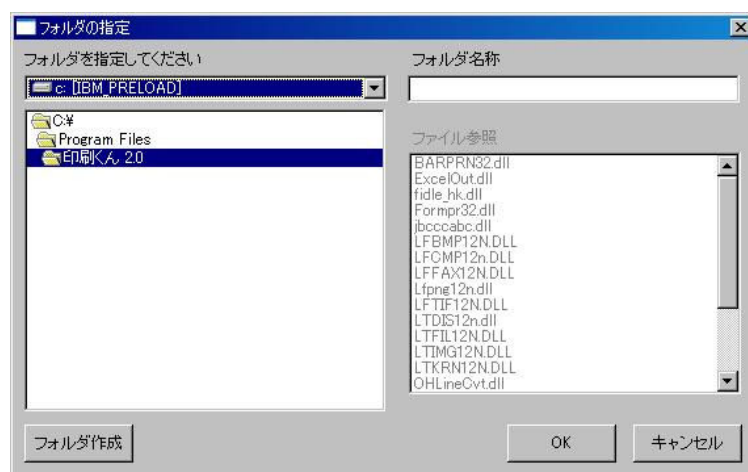 フォルダの指定
フォルダを指定してください
c: [IBM_PRELOAD]
C:¥
Program Files
印刷くん 2.0
フォルダ作成
フォルダ名称
ファイル参照
BARPRN32.dll
ExcelOut.dll
fidle_hk.dll
Formpr32.dll
jbcccabc.dll
LFBMP12N.DLL
LFCMP12n.DLL
LFFAX12N.DLL
Lfpng12n.dll
LFTIF12N.DLL
LTDIS12n.dll
LTFIL12N.DLL
LTIMG12N.DLL
LTKRN12N.DLL
OHLineCvt.dll
OK
キャンセル